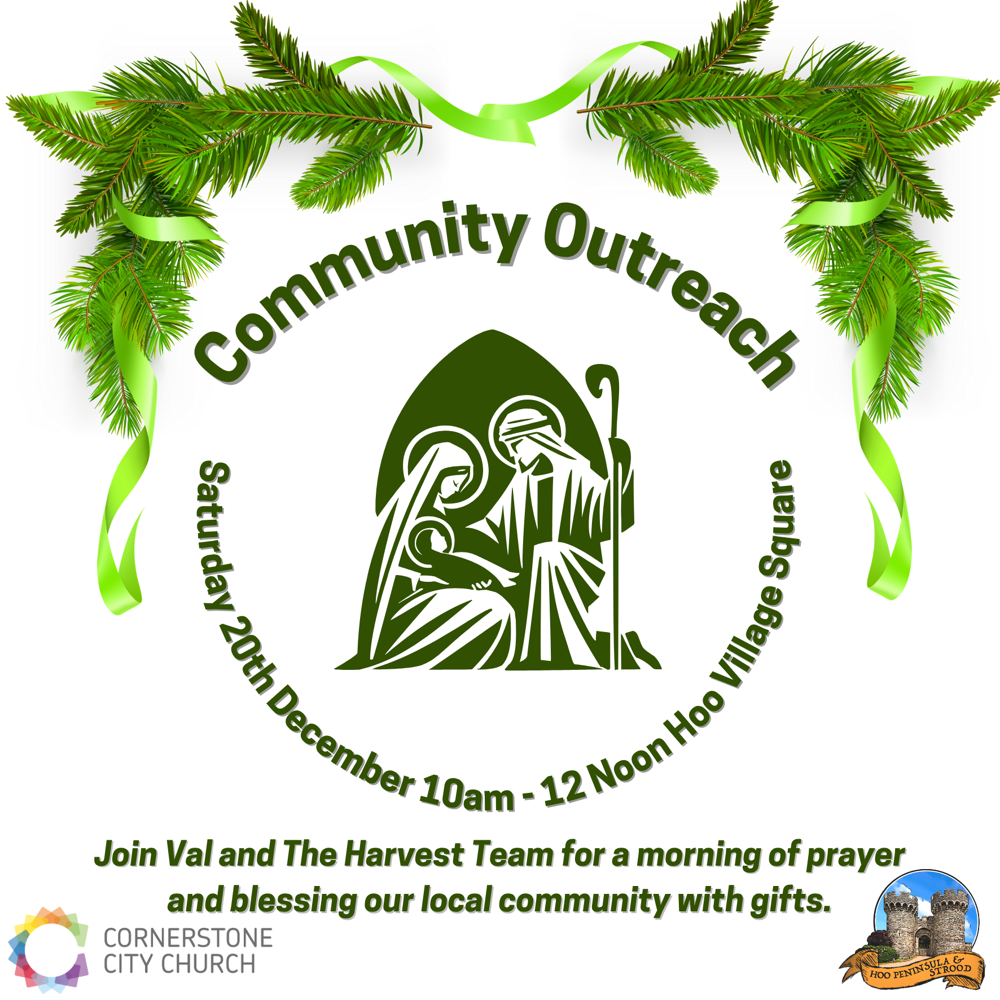 Community Outreach
Saturday 20th December 10am - 12 Noon Hoo Village Square
Join Val and The Harvest Team for a morning of prayer
and blessing our local community with gifts.
CORNERSTONE
CITY CHURCH
HOO PENINSULA &
STROOD